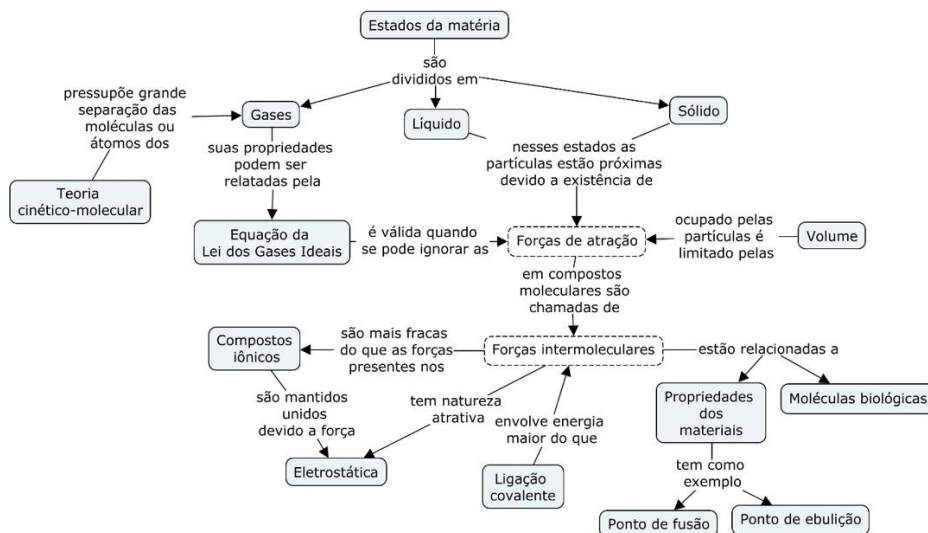 Estados da matéria
são
divididos em
pressupõe grande
separação das
moléculas ou
átomos dos
Gases
Líquido
Sólido
suas propriedades
podem ser
relatadas pela
nesses estados as
partículas estão próximas
devido a existência de
Teoria
cinético-molecular
Equação da
Lei dos Gases Ideais
é válida quando
se pode ignorar as
Forças de atração
ocupado pelas
partículas é
limitado pelas
Volume
em compostos
moleculares são
chamadas de
Compostos
iônicos
são mais fracas
do que as forças
presentes nos
Forças intermoleculares
estão relacionadas a
são mantidos
unidos
devido a força
tem natureza
atrativa
envolve energia
maior do que
Propriedades
dos
materiais
Moléculas biológicas
Eletrostática
Ligação
covalente
tem como
exemplo
Ponto de fusão
Ponto de ebulição